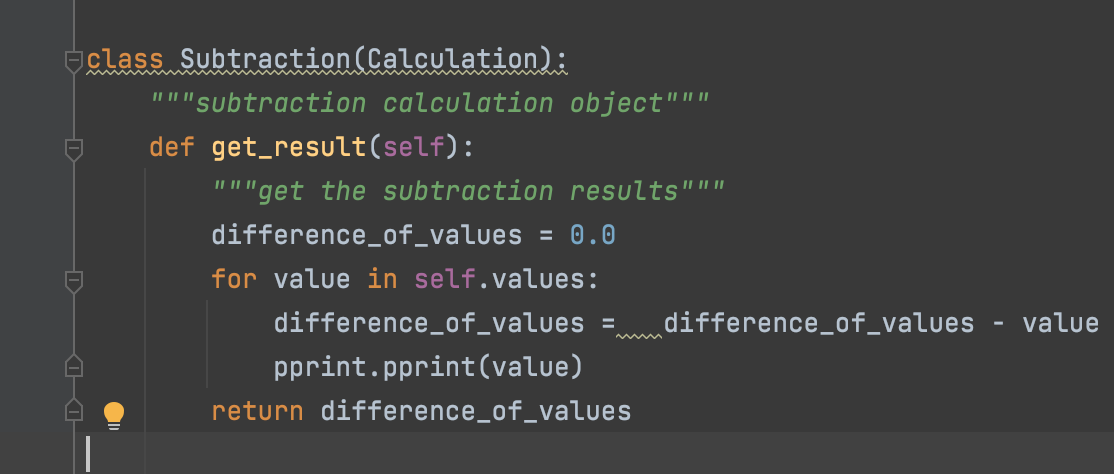 class Subtraction(Calculation):
    """subtraction calculation object"""
    def get_result(self):
        """get the subtraction results"""
        difference_of_values = 0.0
        for value in self.values:
            difference_of_values =   difference_of_values - value
            pprint.pprint(value)
        return difference_of_values